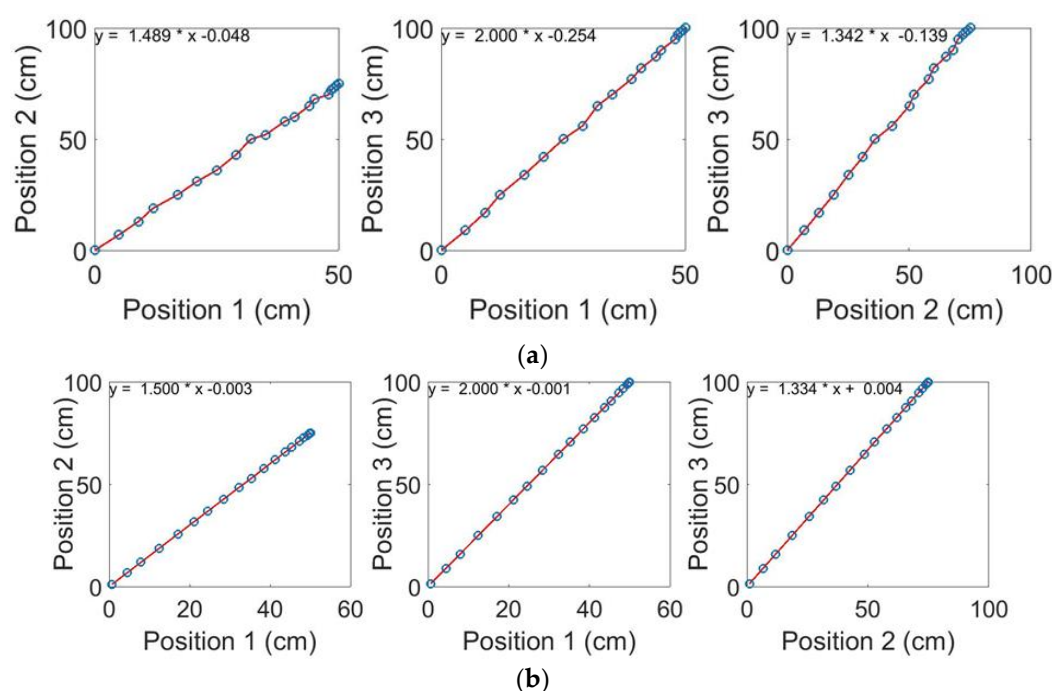 y = 1.489 * x -0.048
Position 2 (cm)
100
50
0
0
50
Position 1 (cm)
y = 2.000 * x -0.254
Position 3 (cm)
100
50
0
0
50
Position 1 (cm)
y = 1.342 * x -0.139
Position 3 (cm)
100
50
0
0
50
100
Position 2 (cm)
(a)
y = 1.500 * x -0.003
Position 2 (cm)
100
50
0
0
20
40
60
Position 1 (cm)
y = 2.000 * x -0.001
Position 3 (cm)
100
50
0
0
20
40
60
Position 1 (cm)
y = 1.334 * x + 0.004
Position 3 (cm)
100
50
0
0
50
100
Position 2 (cm)
(b)